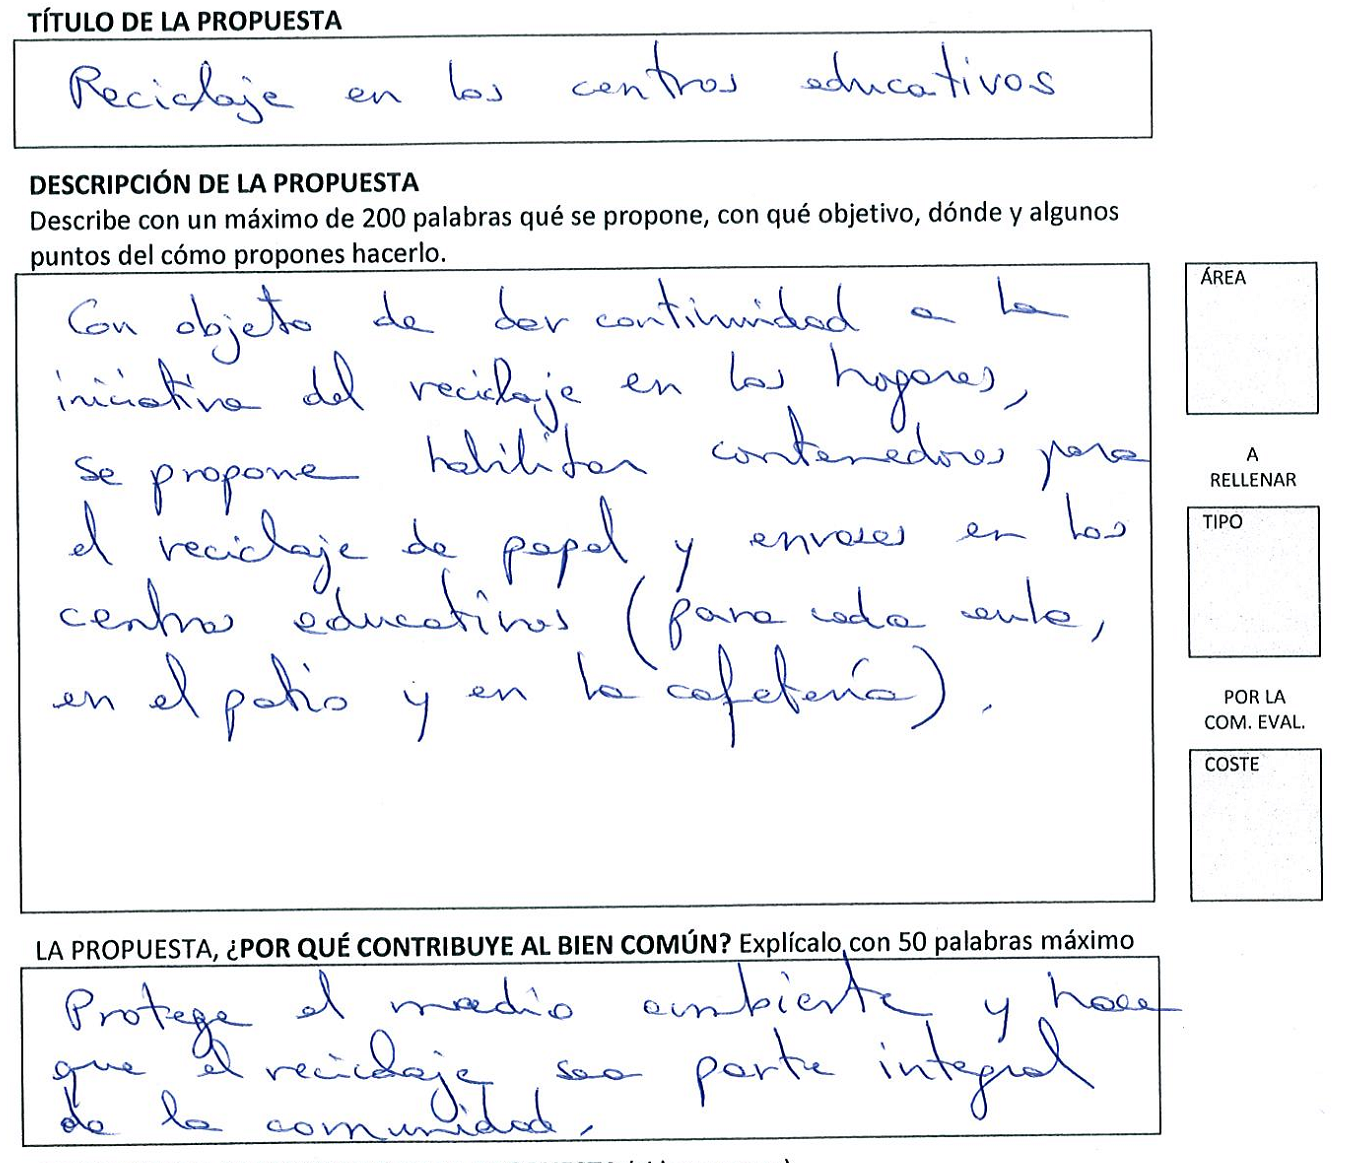 TÍTULO DE LA PROPUESTA
Reciclaje en los centros educativos
DESCRIPCIÓN DE LA PROPUESTA
Describe con un máximo de 200 palabras qué se propone, con qué objetivo, dónde y algunos
puntos del cómo propones hacerlo.
Con objeto de dar continuidad a la
iniciativa del reciclaje en los hogares,
se propone habilitar contenedores para
el reciclaje de papel y envases en los
centros educativos (para cada aula,
en el patio y en la cafetería).
ÁREA
A
RELLENAR
TIPO
POR LA
COM. EVAL.
COSTE
LA PROPUESTA, ¿POR QUÉ CONTRIBUYE AL BIEN COMÚN? Explícalo con 50 palabras máximo
Protege el medio ambiente y hace
que el reciclaje sea parte integral
de la comunidad.